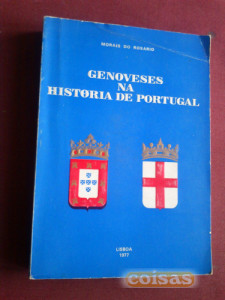 MORAIS DO ROSARIO
GENOVESES
NA
HISTORIA DE PORTUGAL
LISBOA
1977
coisas